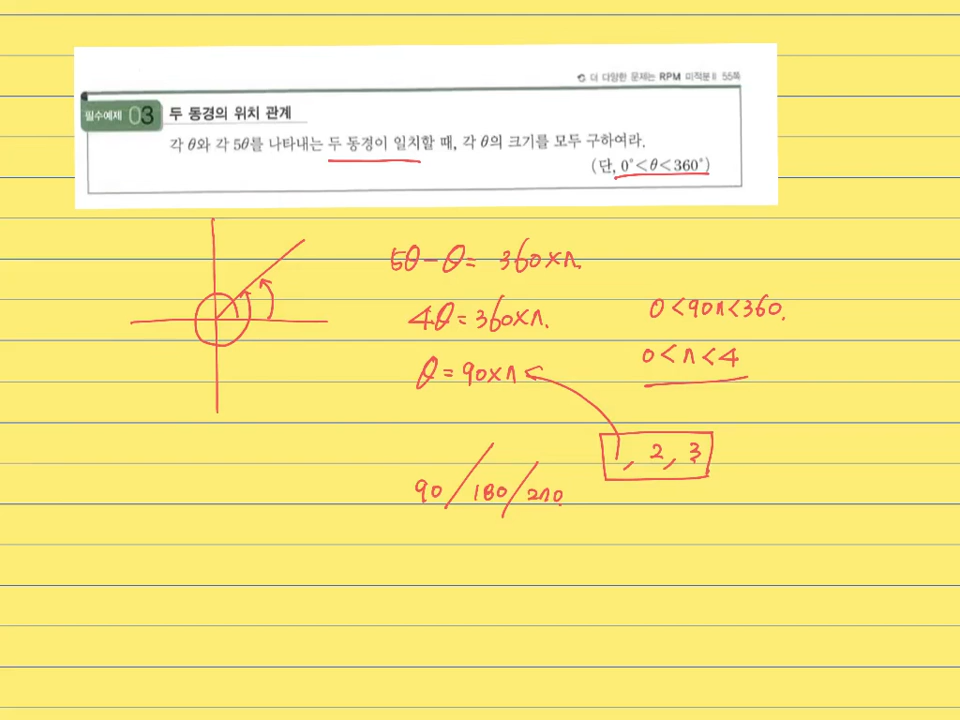 더 다양한 문제는 RPM 미적분 II 55쪽
필수예제 03 두 동경의 위치 관계
각 θ와 각 5θ를 나타내는 두 동경이 일치할 때, 각 θ의 크기를 모두 구하여라.
(단, 0°<θ<360°)
5θ-θ= 360×n.
4θ=360×n.
0<90n<360.
θ=90×n
0<n<4
1, 2, 3
90/180/270.